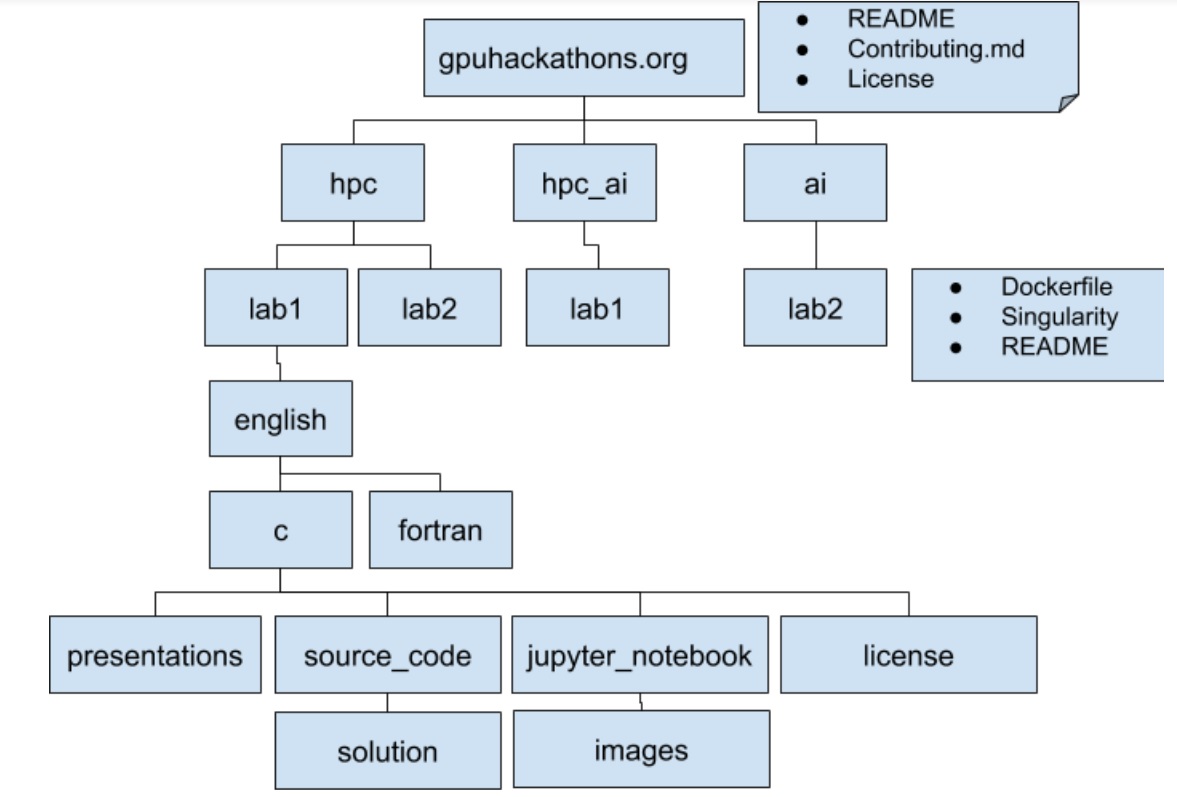 gpuhackathons.org
● README
● Contributing.md
● License
hpc
hpc_ai
ai
lab1
lab2
lab1
lab2
● Dockerfile
● Singularity
● README
english
c
fortran
presentations
source_code
jupyter_notebook
license
solution
images